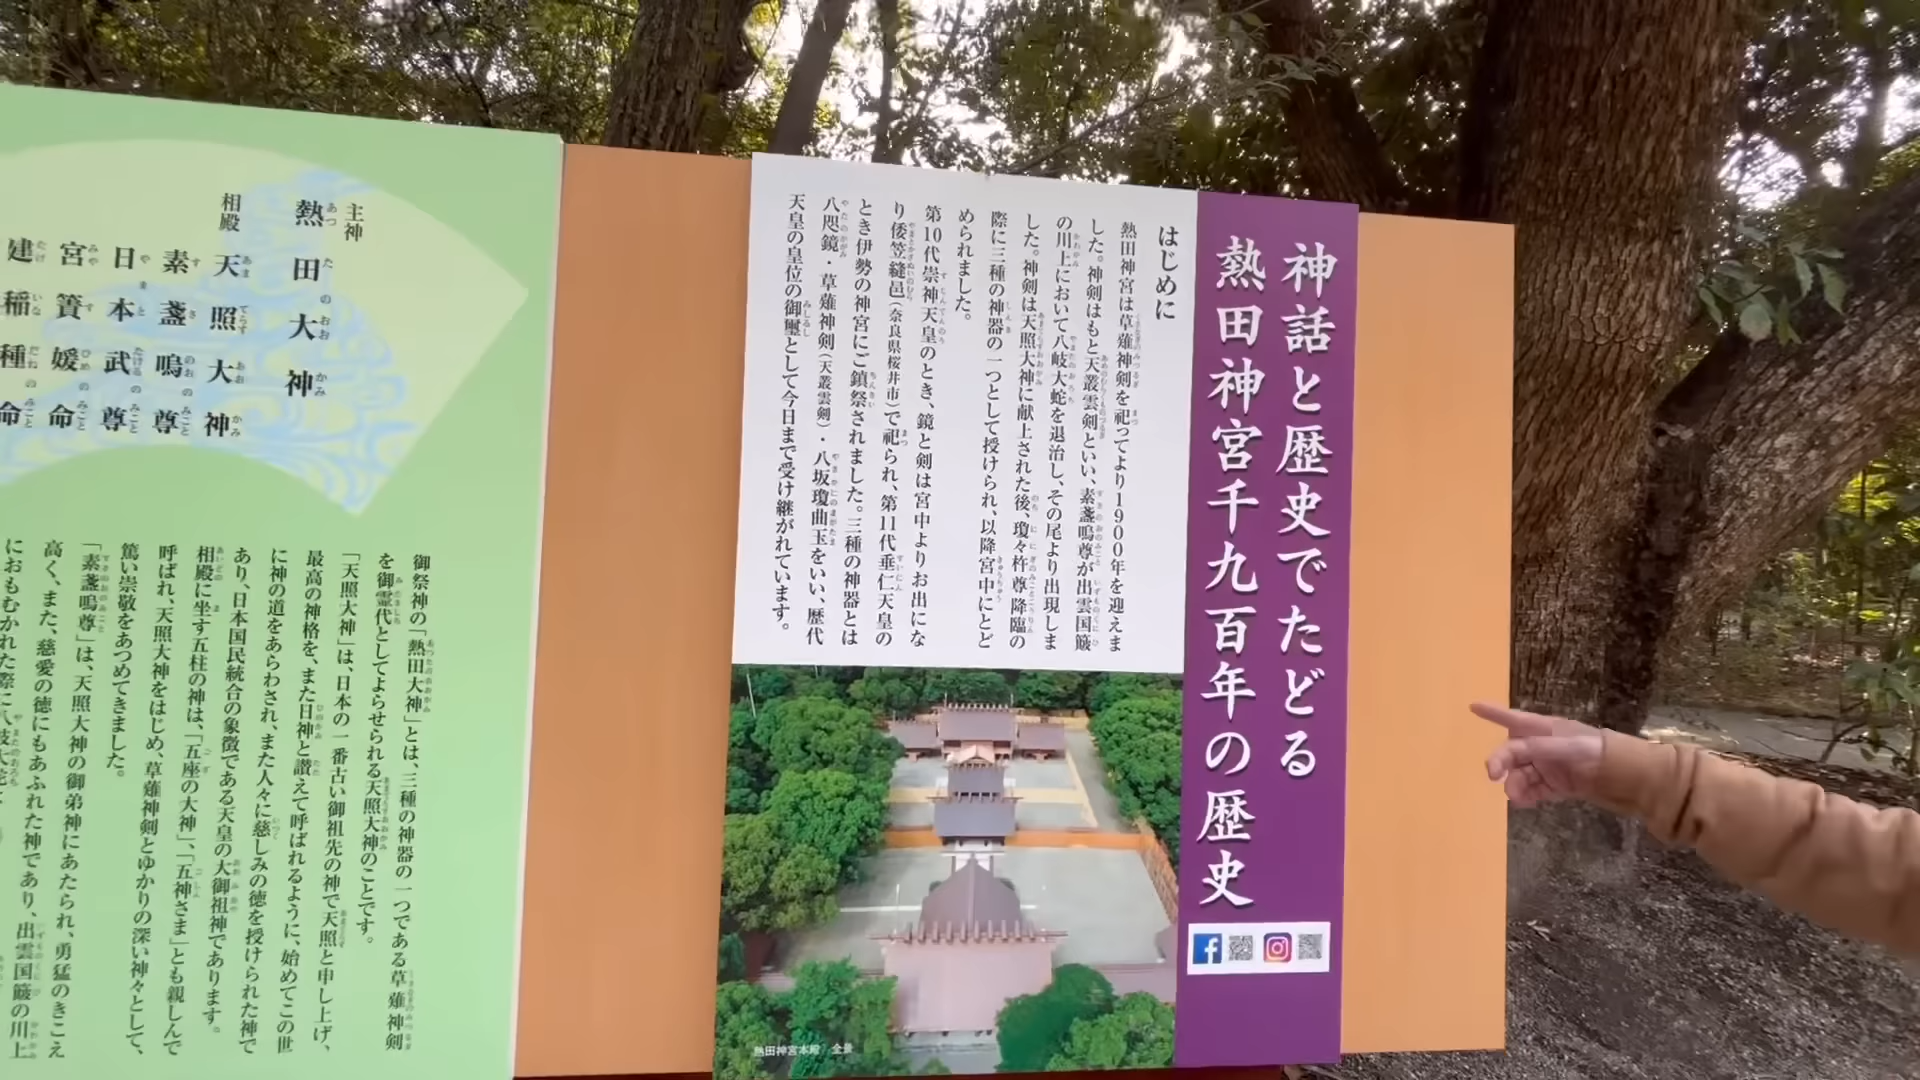 神話と歴史でたどる
熱田神宮千九百年の歴史
はじめに
熱田神宮は草薙神剣を祀ってより1900年を迎えま
した。神剣はもと天叢雲剣といい、素盞嗚尊が出雲国簸
の川上において八岐大蛇を退治し、その尾より出現しま
した。神剣は天照大神に献上された後、瓊々杵尊降臨の
際に三種の神器の一つとして授けられ、以降宮中にとど
められました。
第10代崇神天皇のとき、鏡と剣は宮中よりお出にな
り倭笠縫邑(奈良県桜井市)で祀られ、第11代垂仁天皇の
とき伊勢の神宮にご鎮祭されました。三種の神器とは
八咫鏡・草薙神剣(天叢雲剣)・八坂瓊曲玉をいい、歴代
天皇の皇位の御璽として今日まで受け継がれています。
熱田神宮本殿 全景
主神
熱田大神
相殿
天照大神
素盞嗚尊
日本武尊
宮簀媛命
建稲種命
御祭神の「熱田大神」とは、三種の神器の一つである草薙神剣
を御霊代としてよらせられる天照大神のことです。
「天照大神」は、日本の一番古い御祖先の神で天照と申し上げ、
最高の神格を、また日神と讃えて呼ばれるように、始めてこの世
に神の道をあらわされ、また人々に慈しみの徳を授けられた神で
あり、日本国民統合の象徴である天皇の大御祖神であります。
相殿に坐す五柱の神は、「五座の大神」、「五神さま」とも親しんで
呼ばれ、天照大神をはじめ、草薙神剣とゆかりの深い神々として、
篤い崇敬をあつめてきました。
「素盞嗚尊」は、天照大神の御弟神にあたられ、勇猛のきこえ
高く、また、慈愛の徳にもあふれた神であり、出雲国簸の川上
におもむかれた際に